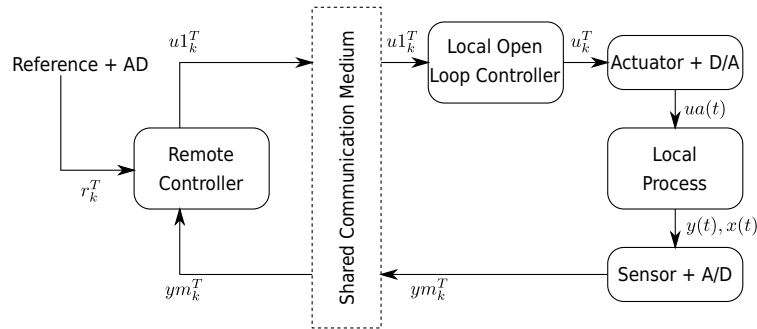 Reference + AD
r_k^T
u1_k^T
Remote
Controller
ym_k^T
Shared Communication Medium
u1_k^T
Local Open
Loop Controller
u_k^T
Actuator + D/A
ua(t)
Local
Process
y(t), x(t)
Sensor + A/D
ym_k^T